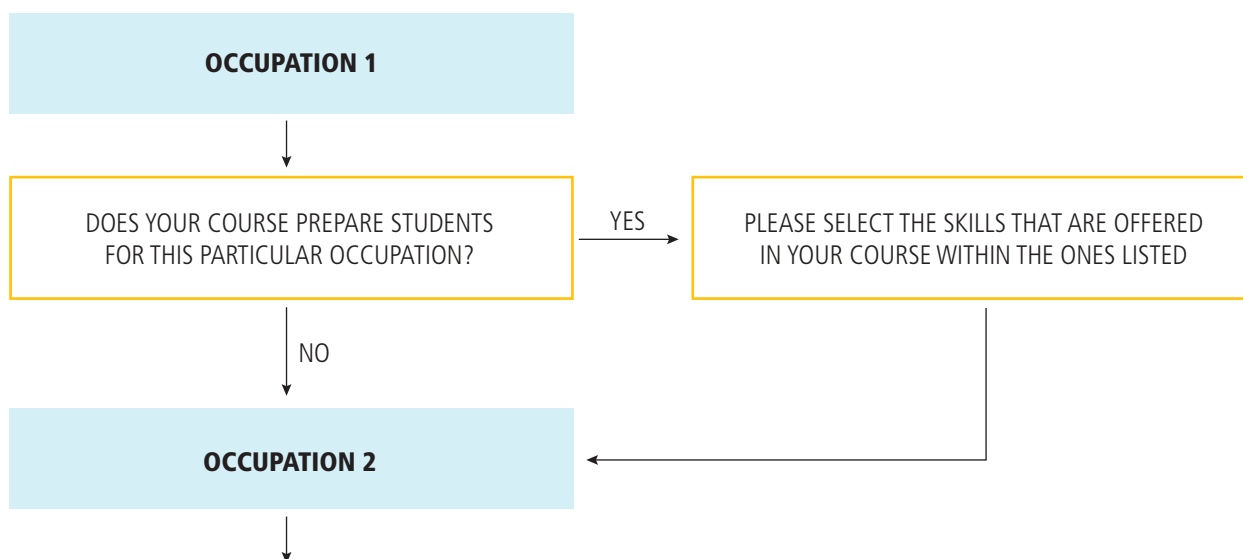 OCCUPATION 1
DOES YOUR COURSE PREPARE STUDENTS
FOR THIS PARTICULAR OCCUPATION?
YES
PLEASE SELECT THE SKILLS THAT ARE OFFERED
IN YOUR COURSE WITHIN THE ONES LISTED
NO
OCCUPATION 2